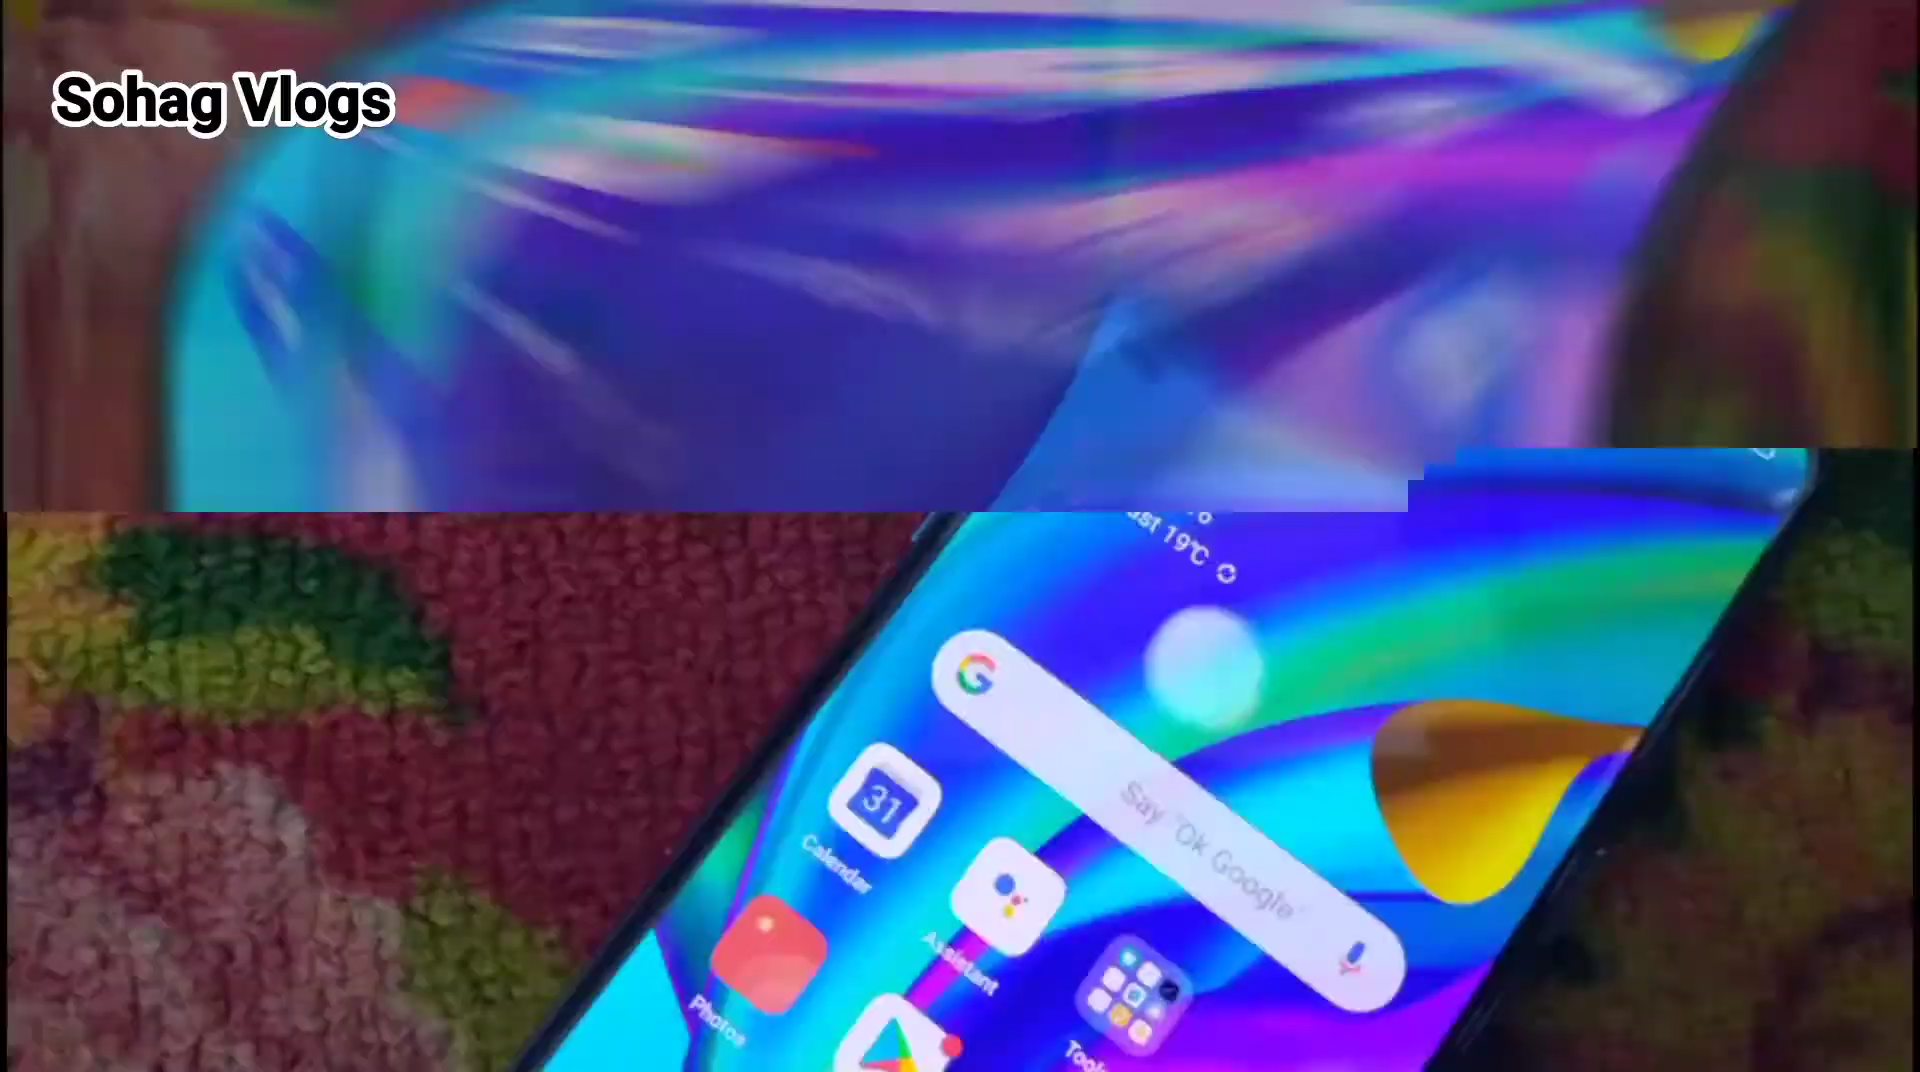 Sohag Vlogs
19℃
G
Say "Ok Google"
31
Calendar
Assistant
Photos